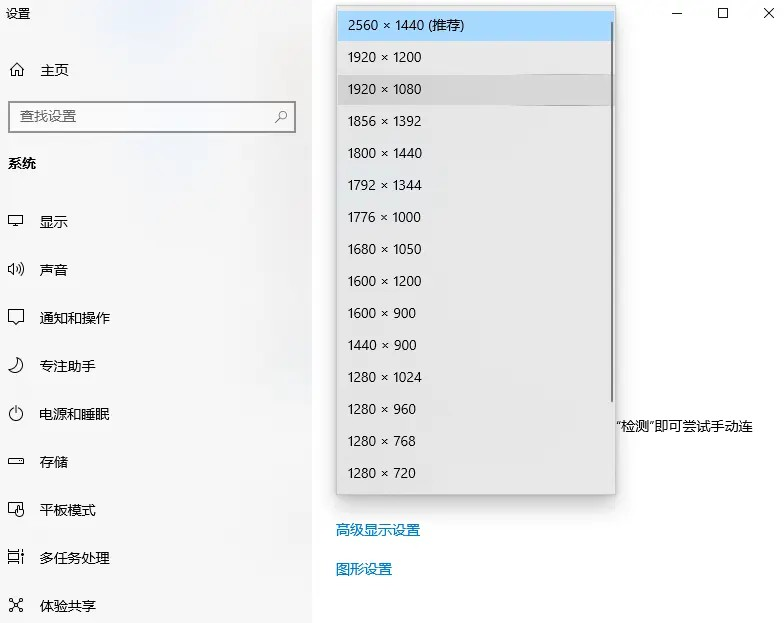 设置
主页
查找设置
系统
显示
声音
通知和操作
专注助手
电源和睡眠
存储
平板模式
多任务处理
体验共享
2560 × 1440 (推荐)
1920 × 1200
1920 × 1080
1856 × 1392
1800 × 1440
1792 × 1344
1776 × 1000
1680 × 1050
1600 × 1200
1600 × 900
1440 × 900
1280 × 1024
1280 × 960
1280 × 768
1280 × 720
“检测”即可尝试手动连
高级显示设置
图形设置